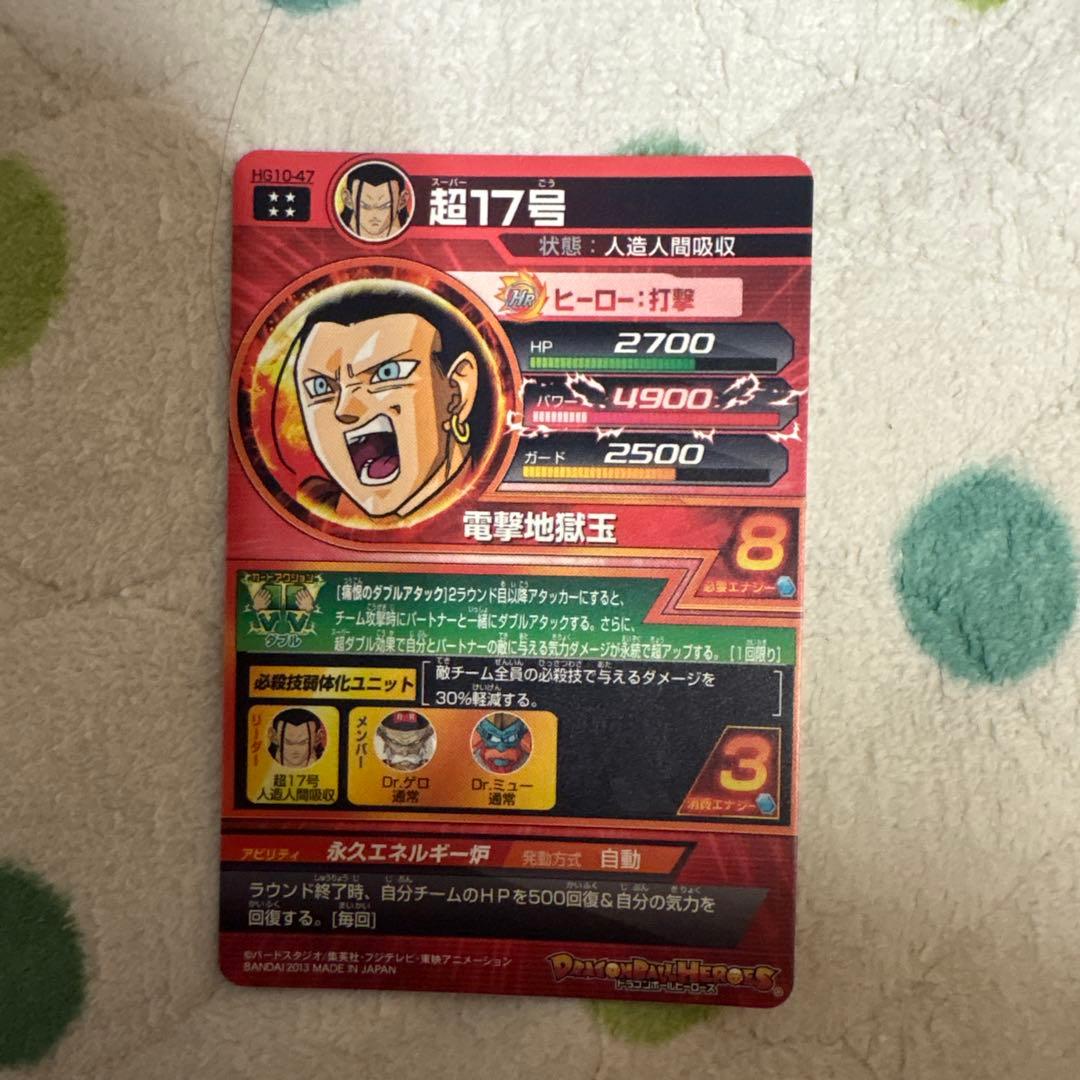 HG10-47
スーパー ごう
超17号
状態：人造人間吸収
HR ヒーロー：打撃
HP 2700
パワー 4900
ガード 2500
電撃地獄玉
8
必要エナジー
カードアクション
ダブル
[痛恨のダブルアタック]2ラウンド目以降アタッカーにすると、
チーム攻撃時にパートナーと一緒にダブルアタックする。さらに、
超ダブル効果で自分とパートナーの敵に与える気力ダメージが永続で超アップする。[1回限り]
必殺技弱体化ユニット
敵チーム全員の必殺技で与えるダメージを
30%軽減する。
リーダー
超17号
人造人間吸収
メンバー
Dr.ゲロ
通常
Dr.ミュー
通常
3
消費エナジー
アビリティ 永久エネルギー炉 発動方式 自動
ラウンド終了時、自分チームのHPを500回復&自分の気力を
回復する。[毎回]
©バードスタジオ/集英社・フジテレビ・東映アニメーション
BANDAI 2013 MADE IN JAPAN
DRAGONBALL HEROES
ドラゴンボールヒーローズ